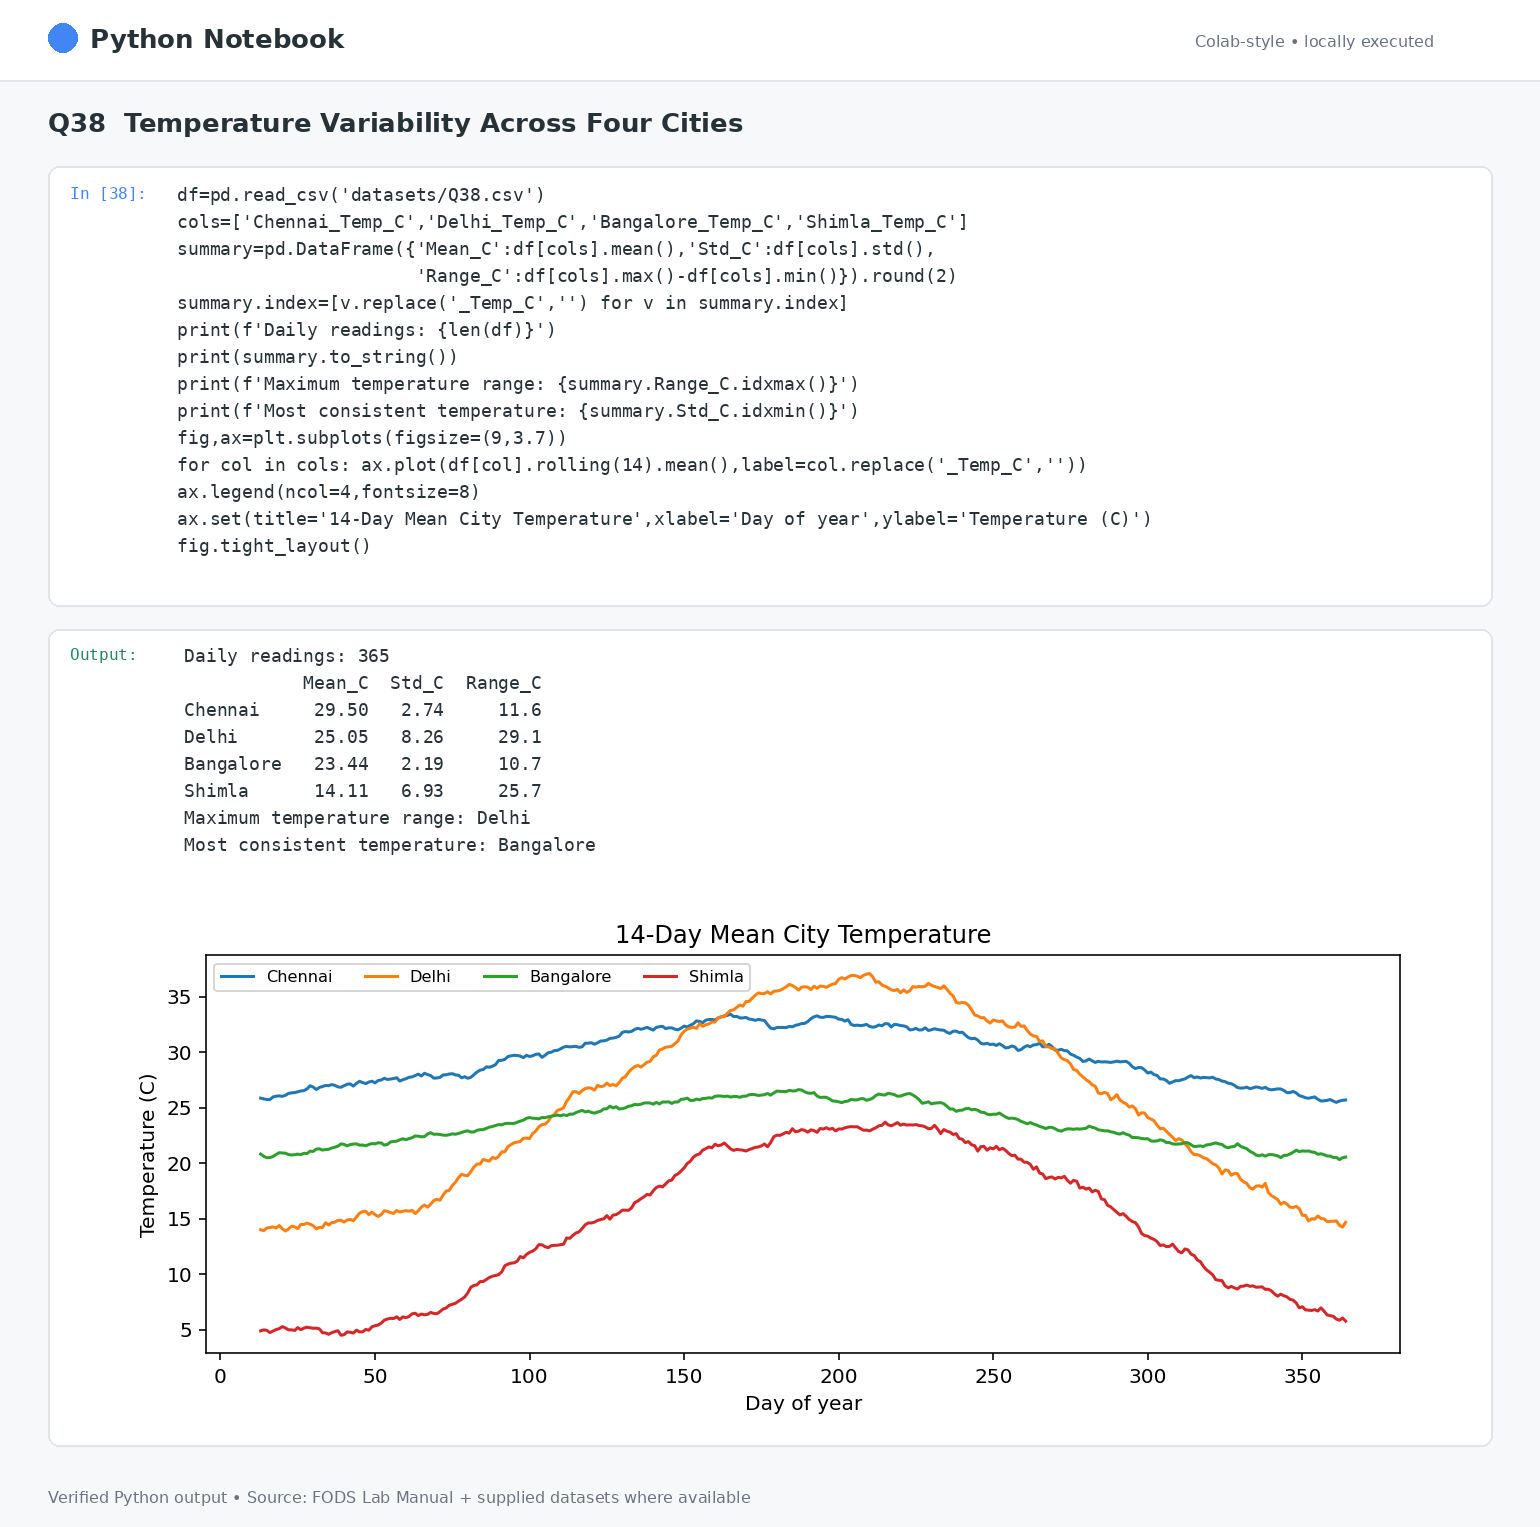 Python Notebook
Colab-style • locally executed
Q38  Temperature Variability Across Four Cities
In [38]:
df=pd.read_csv('datasets/Q38.csv')
cols=['Chennai_Temp_C','Delhi_Temp_C','Bangalore_Temp_C','Shimla_Temp_C']
summary=pd.DataFrame({'Mean_C':df[cols].mean(),'Std_C':df[cols].std(),
                      'Range_C':df[cols].max()-df[cols].min()}).round(2)
summary.index=[v.replace('_Temp_C','') for v in summary.index]
print(f'Daily readings: {len(df)}')
print(summary.to_string())
print(f'Maximum temperature range: {summary.Range_C.idxmax()}')
print(f'Most consistent temperature: {summary.Std_C.idxmin()}')
fig,ax=plt.subplots(figsize=(9,3.7))
for col in cols: ax.plot(df[col].rolling(14).mean(),label=col.replace('_Temp_C',''))
ax.legend(ncol=4,fontsize=8)
ax.set(title='14-Day Mean City Temperature',xlabel='Day of year',ylabel='Temperature (C)')
fig.tight_layout()
Output:
Daily readings: 365
           Mean_C  Std_C  Range_C
Chennai     29.50   2.74     11.6
Delhi       25.05   8.26     29.1
Bangalore   23.44   2.19     10.7
Shimla      14.11   6.93     25.7
Maximum temperature range: Delhi
Most consistent temperature: Bangalore
14-Day Mean City Temperature
Chennai Delhi Bangalore Shimla
35
30
25
20
15
10
5
Temperature (C)
0 50 100 150 200 250 300 350
Day of year
Verified Python output • Source: FODS Lab Manual + supplied datasets where available